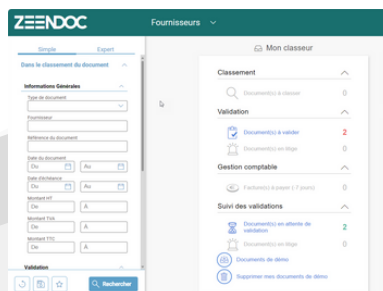 ZEENDOC
Fournisseurs
Simple
Expert
Dans le classement du document
Informations Générales
Type de document
Fournisseur
Référence du document
Date du document
Du
Au
Date d'échéance
Du
Au
Montant HT
De
A
Montant TVA
De
A
Montant TTC
De
A
Validation
Rechercher
Mon classeur
Classement
Document(s) à classer
0
Validation
Document(s) à valider
2
Document(s) en litige
0
Gestion comptable
Facture(s) à payer ( 7 jours)
0
Suivi des validations
Document(s) en attente de
validation
2
Document(s) en litige
0
Documents de démo
Supprimer mes documents de démo